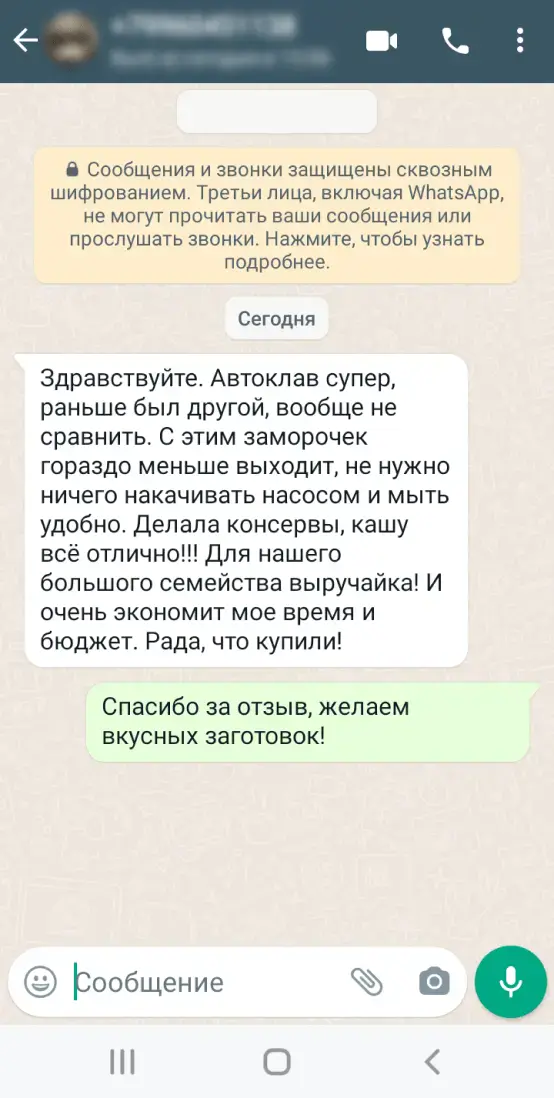 Сообщения и звонки защищены сквозным
шифрованием. Третьи лица, включая WhatsApp,
не могут прочитать ваши сообщения или
прослушать звонки. Нажмите, чтобы узнать
подробнее.
Сегодня
Здравствуйте. Автоклав супер,
раньше был другой, вообще не
сравнить. С этим заморочек
гораздо меньше выходит, не нужно
ничего накачивать насосом и мыть
удобно. Делала консервы, кашу
всё отлично!!! Для нашего
большого семейства выручайка! И
очень экономит мое время и
бюджет. Рада, что купили!
Спасибо за отзыв, желаем
вкусных заготовок!
Сообщение